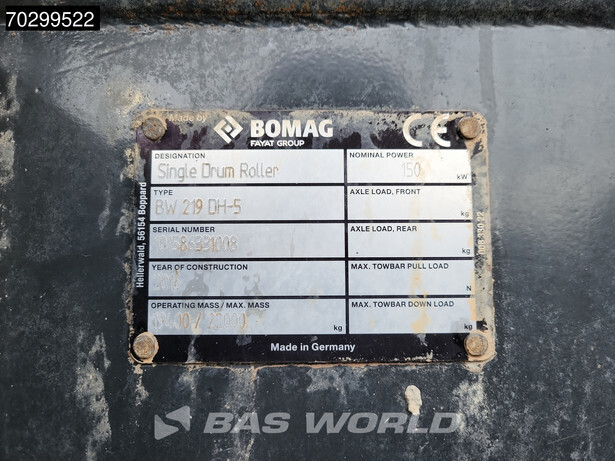 70299522
Made by BOMAG CE
FAYAT GROUP
DESIGNATION
Single Drum Roller
NOMINAL POWER
150 kW
TYPE
BW 219 DH-5
AXLE LOAD, FRONT
kg
SERIAL NUMBER
AXLE LOAD, REAR
kg
YEAR OF CONSTRUCTION
MAX. TOWBAR PULL LOAD
N
OPERATING MASS / MAX. MASS
kg
MAX. TOWBAR DOWN LOAD
kg
Made in Germany
Hellerwald, 56154 Boppard
BAS WORLD